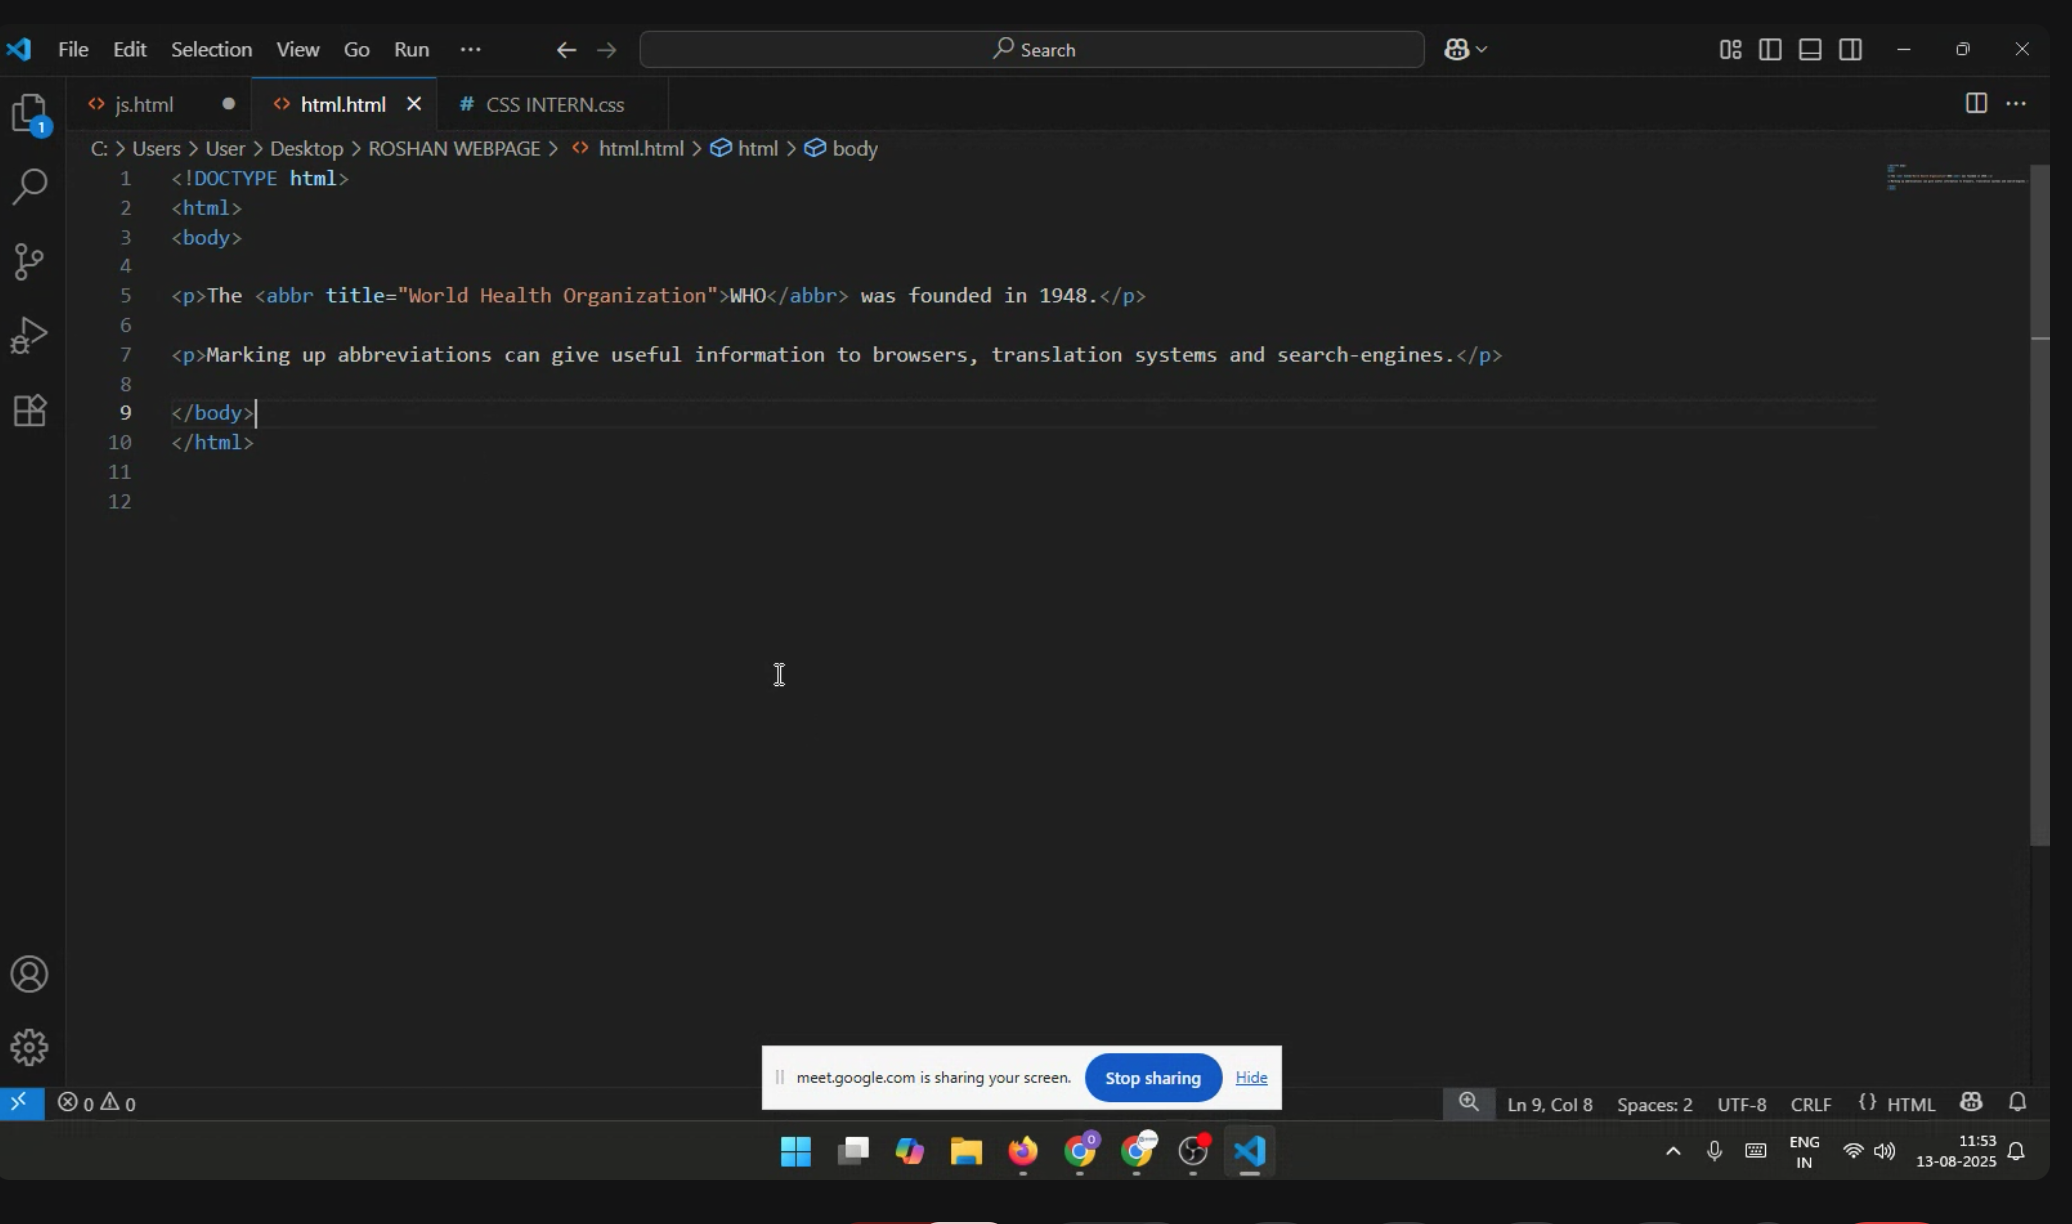 File Edit Selection View Go Run ··· Search
js.html html.html CSS INTERN.css
1
C: > Users > User > Desktop > ROSHAN WEBPAGE > <> html.html > html > body
1 <!DOCTYPE html>
2 <html>
3 <body>
4
5 <p>The <abbr title="World Health Organization">WHO</abbr> was founded in 1948.</p>
6
7 <p>Marking up abbreviations can give useful information to browsers, translation systems and search-engines.</p>
8
9 </body>
10 </html>
11
12
meet.google.com is sharing your screen. Stop sharing Hide
0 0 Ln 9, Col 8 Spaces: 2 UTF-8 CRLF {} HTML
ENG 11:53
IN 13-08-2025